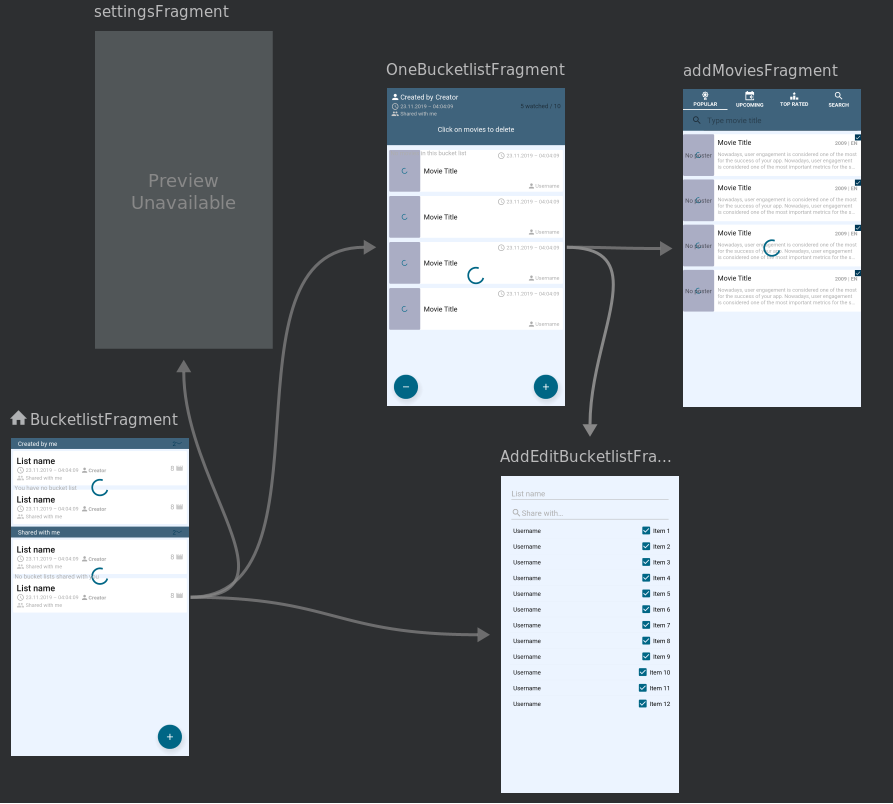 settingsFragment
Preview
Unavailable
OneBucketlistFragment
Created by Creator
23.11.2019 – 04:04:09
5 watched / 10
Shared with me
Click on movies to delete
in this bucket list
23.11.2019 – 04:04:09
Movie Title
Username
23.11.2019 – 04:04:09
Movie Title
Username
23.11.2019 – 04:04:09
Movie Title
Username
23.11.2019 – 04:04:09
Movie Title
Username
addMoviesFragment
POPULAR UPCOMING TOP RATED SEARCH
Type movie title
Movie Title 2009 | EN
No poster
Nowadays, user engagement is considered one of the most
for the success of your app. Nowadays, user engagement
is considered one of the most important metrics for the s...
Movie Title 2009 | EN
No poster
Nowadays, user engagement is considered one of the most
for the success of your app. Nowadays, user engagement
is considered one of the most important metrics for the s...
Movie Title 2009 | EN
No poster
Nowadays, user engagement is considered one of the most
for the success of your app. Nowadays, user engagement
is considered one of the most important metrics for the s...
Movie Title 2009 | EN
No poster
Nowadays, user engagement is considered one of the most
for the success of your app. Nowadays, user engagement
is considered one of the most important metrics for the s...
BucketlistFragment
Created by me
List name
23.11.2019 – 04:04:09 Creator
8
Shared with me
You have no bucket list
List name
23.11.2019 – 04:04:09 Creator
8
Shared with me
Shared with me
List name
23.11.2019 – 04:04:09 Creator
8
Shared with me
No bucket lists shared with you
List name
23.11.2019 – 04:04:09 Creator
8
Shared with me
AddEditBucketlistFra...
List name
Share with...
Username Item 1
Username Item 2
Username Item 3
Username Item 4
Username Item 5
Username Item 6
Username Item 7
Username Item 8
Username Item 9
Username Item 10
Username Item 11
Username Item 12